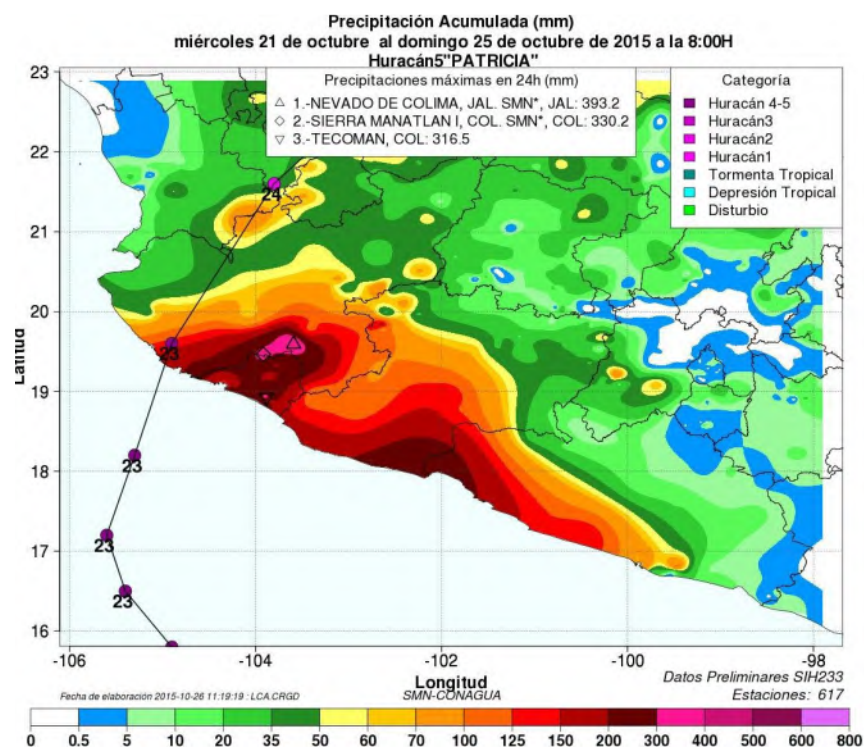 Precipitación Acumulada (mm)
miércoles 21 de octubre al domingo 25 de octubre de 2015 a la 8:00H
Huracán5"PATRICIA"
Precipitaciones máximas en 24h (mm)
1.-NEVADO DE COLIMA, JAL. SMN*, JAL: 393.2
2.-SIERRA MANATLAN I, COL. SMN*, COL: 330.2
3.-TECOMAN, COL: 316.5
Categoría
Huracán 4-5
Huracán3
Huracán2
Huracán1
Tormenta Tropical
Depresión Tropical
Disturbio
23
22
21
20
19
18
17
16
Latitud
24
23
23
23
23
-106 -104 -102 -100 -98
Longitud
Datos Preliminares SIH233
Estaciones: 617
Fecha de elaboración 2015-10-26 11:19:19 : LCA.CRGD
SMN-CONAGUA
0 0.5 5 10 20 35 50 60 70 100 125 150 200 300 400 500 600 800